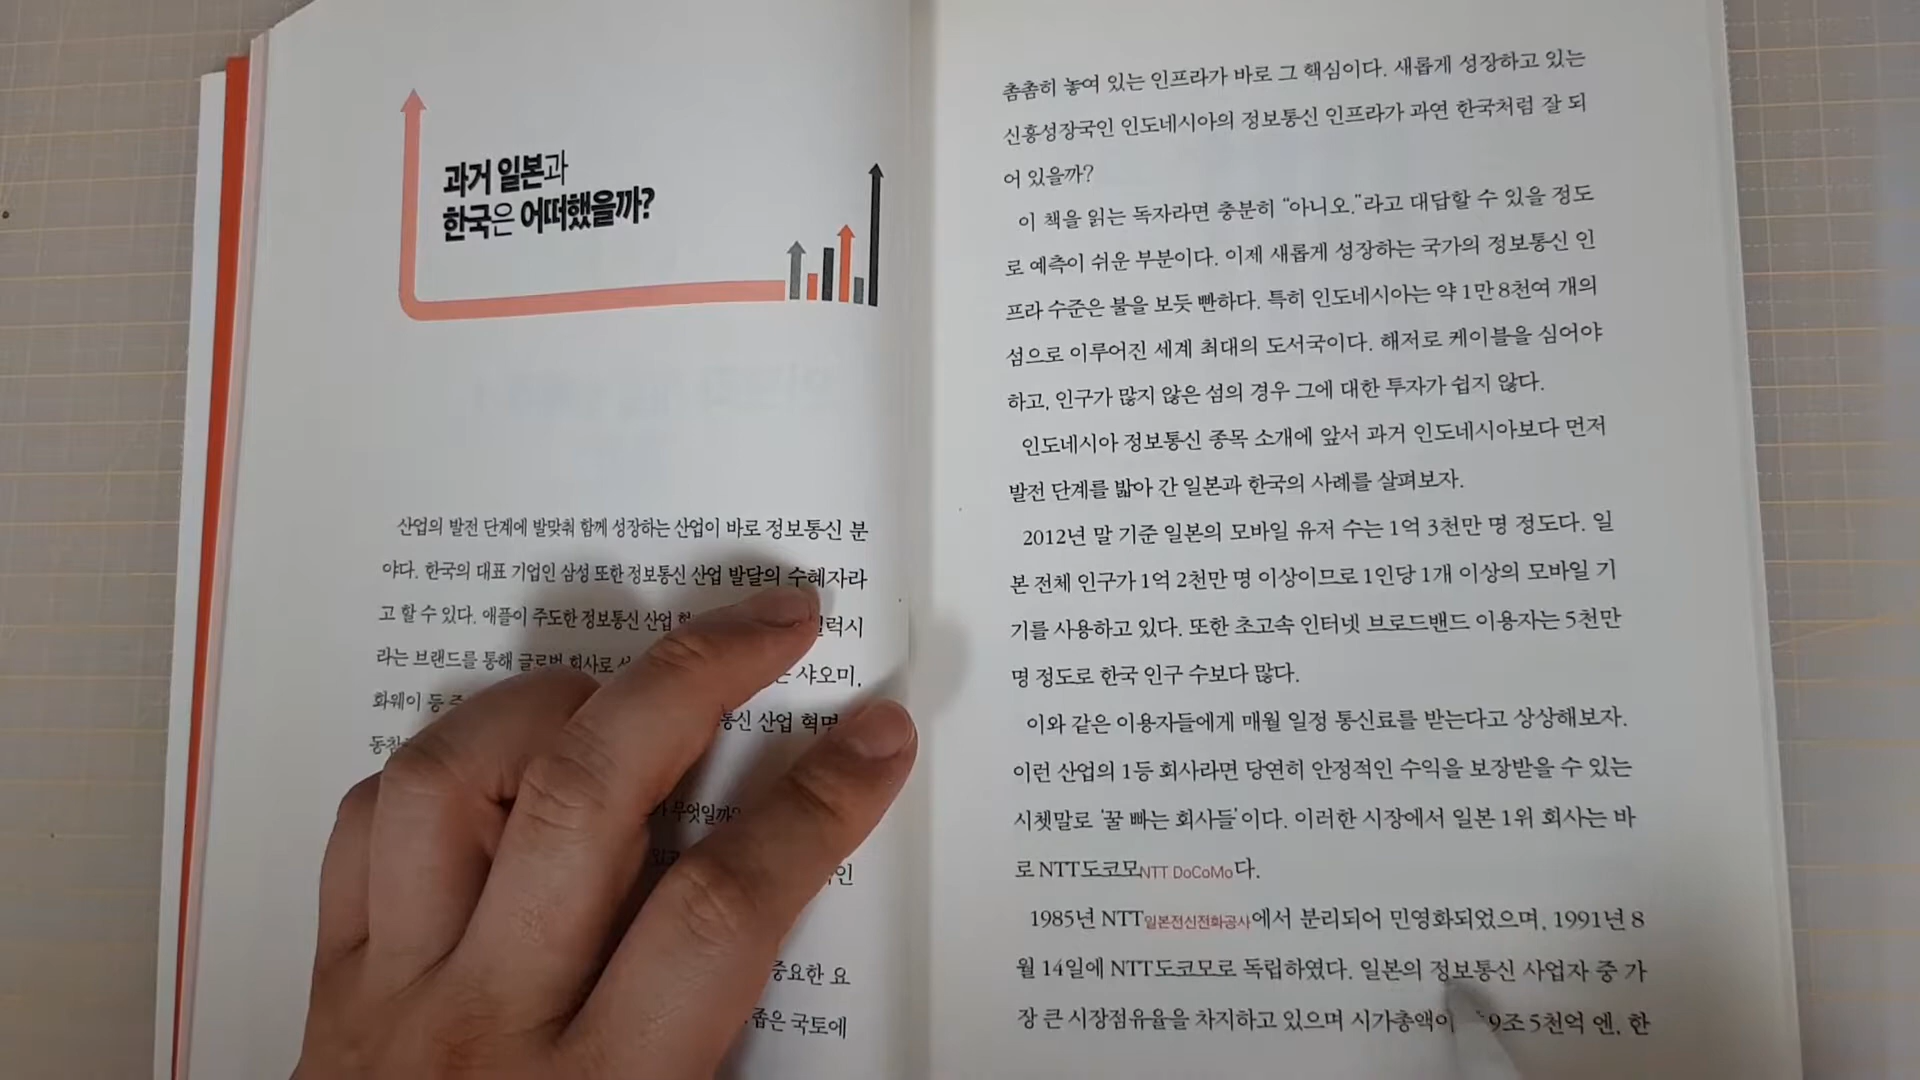 과거 일본과
한국은 어떠했을까?
산업의 발전 단계에 발맞춰 함께 성장하는 산업이 바로 정보통신 분
야다. 한국의 대표 기업인 삼성 또한 정보통신 산업 발달의 수혜자라
고 할 수 있다. 애플이 주도한 정보통신 산업
라는 브랜드를 통해 글로벌 회사로 샤오미,
화웨이 등 통신 산업 혁명
무엇일까?
중요한 요
좁은 국토에
촘촘히 놓여 있는 인프라가 바로 그 핵심이다. 새롭게 성장하고 있는
신흥성장국인 인도네시아의 정보통신 인프라가 과연 한국처럼 잘 되
어 있을까?
이 책을 읽는 독자라면 충분히 “아니오.”라고 대답할 수 있을 정도
로 예측이 쉬운 부분이다. 이제 새롭게 성장하는 국가의 정보통신 인
프라 수준은 불을 보듯 빤하다. 특히 인도네시아는 약 1만 8천여 개의
섬으로 이루어진 세계 최대의 도서국이다. 해저로 케이블을 심어야
하고, 인구가 많지 않은 섬의 경우 그에 대한 투자가 쉽지 않다.
인도네시아 정보통신 종목 소개에 앞서 과거 인도네시아보다 먼저
발전 단계를 밟아 간 일본과 한국의 사례를 살펴보자.
2012년 말 기준 일본의 모바일 유저 수는 1억 3천만 명 정도다. 일
본 전체 인구가 1억 2천만 명 이상이므로 1인당 1개 이상의 모바일 기
기를 사용하고 있다. 또한 초고속 인터넷 브로드밴드 이용자는 5천만
명 정도로 한국 인구 수보다 많다.
이와 같은 이용자들에게 매월 일정 통신료를 받는다고 상상해보자.
이런 산업의 1등 회사라면 당연히 안정적인 수익을 보장받을 수 있는
시쳇말로 ‘꿀 빠는 회사들’이다. 이러한 시장에서 일본 1위 회사는 바
로 NTT도코모NTT DoCoMo다.
1985년 NTT일본전신전화공사에서 분리되어 민영화되었으며, 1991년 8
월 14일에 NTT도코모로 독립하였다. 일본의 정보통신 사업자 중 가
장 큰 시장점유율을 차지하고 있으며 시가총액이 9조 5천억 엔, 한